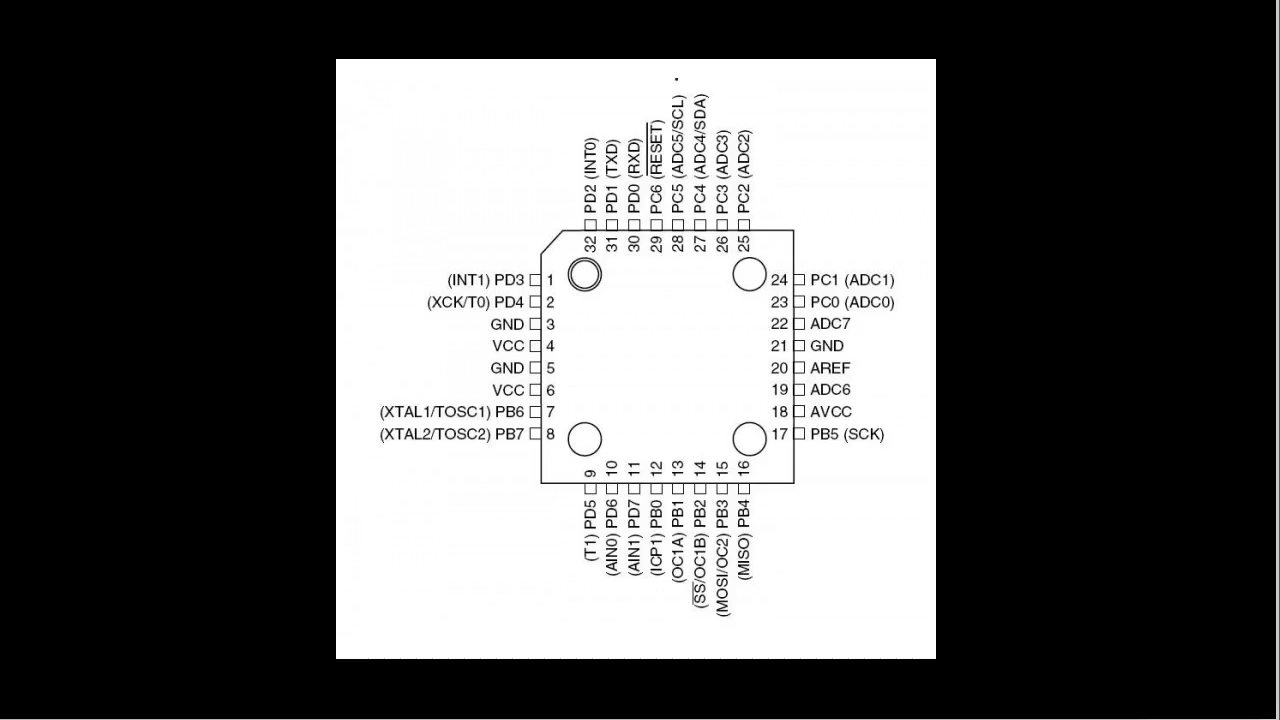 PD2 (INT0)
PD1 (TXD)
PD0 (RXD)
PC6 (RESET)
PC5 (ADC5/SCL)
PC4 (ADC4/SDA)
PC3 (ADC3)
PC2 (ADC2)
32 31 30 29 28 27 26 25
(INT1) PD3 1
(XCK/T0) PD4 2
GND 3
VCC 4
GND 5
VCC 6
(XTAL1/TOSC1) PB6 7
(XTAL2/TOSC2) PB7 8
24 PC1 (ADC1)
23 PC0 (ADC0)
22 ADC7
21 GND
20 AREF
19 ADC6
18 AVCC
17 PB5 (SCK)
9 10 11 12 13 14 15 16
(T1) PD5
(AIN0) PD6
(AIN1) PD7
(ICP1) PB0
(OC1A) PB1
(SS/OC1B) PB2
(MOSI/OC2) PB3
(MISO) PB4